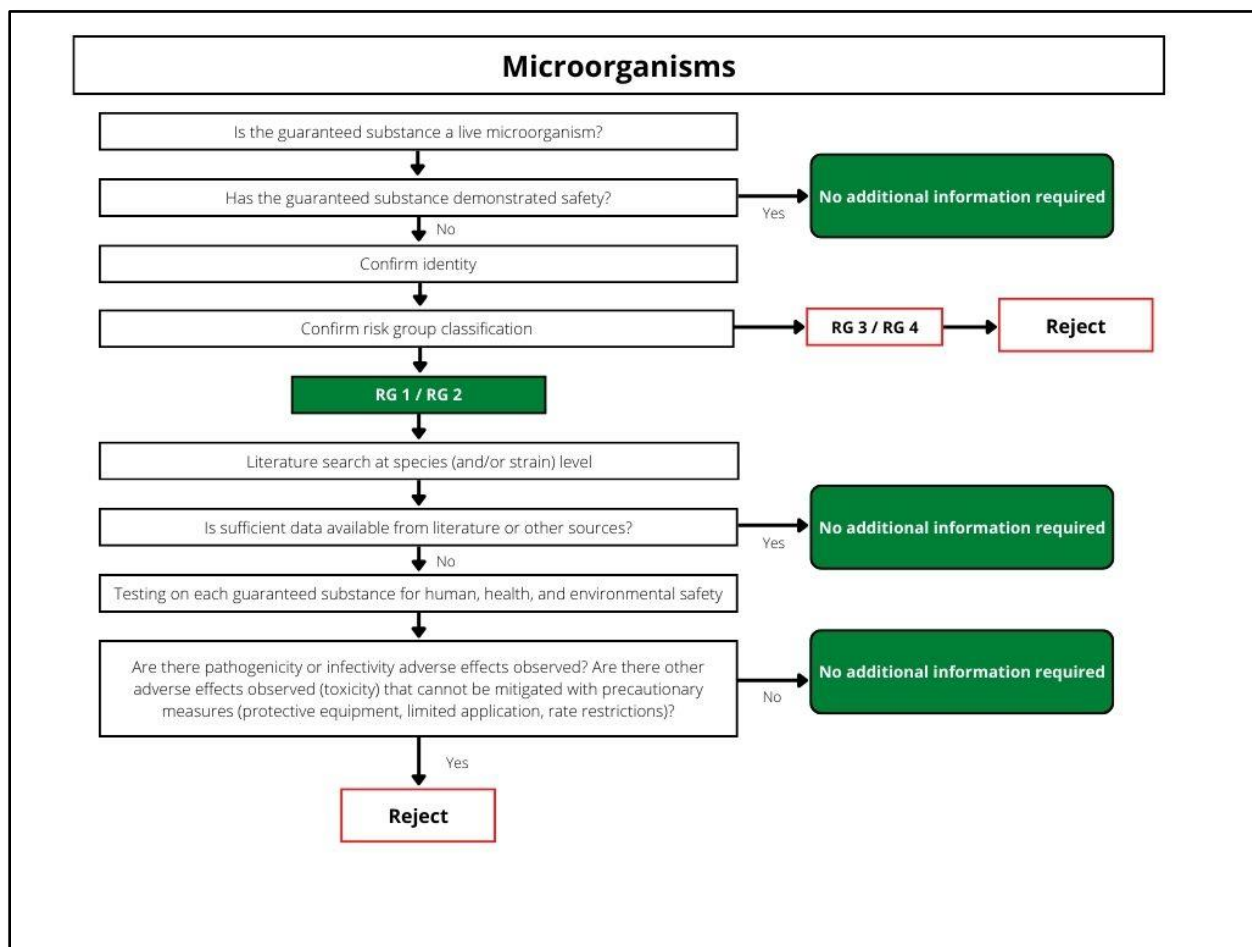 Microorganisms
Is the guaranteed substance a live microorganism?
Has the guaranteed substance demonstrated safety?
Yes
No additional information required
No
Confirm identity
Confirm risk group classification
RG 3 / RG 4
Reject
RG 1 / RG 2
Literature search at species (and/or strain) level
Is sufficient data available from literature or other sources?
Yes
No additional information required
No
Testing on each guaranteed substance for human, health, and environmental safety
Are there pathogenicity or infectivity adverse effects observed? Are there other
adverse effects observed (toxicity) that cannot be mitigated with precautionary
measures (protective equipment, limited application, rate restrictions)?
No
No additional information required
Yes
Reject